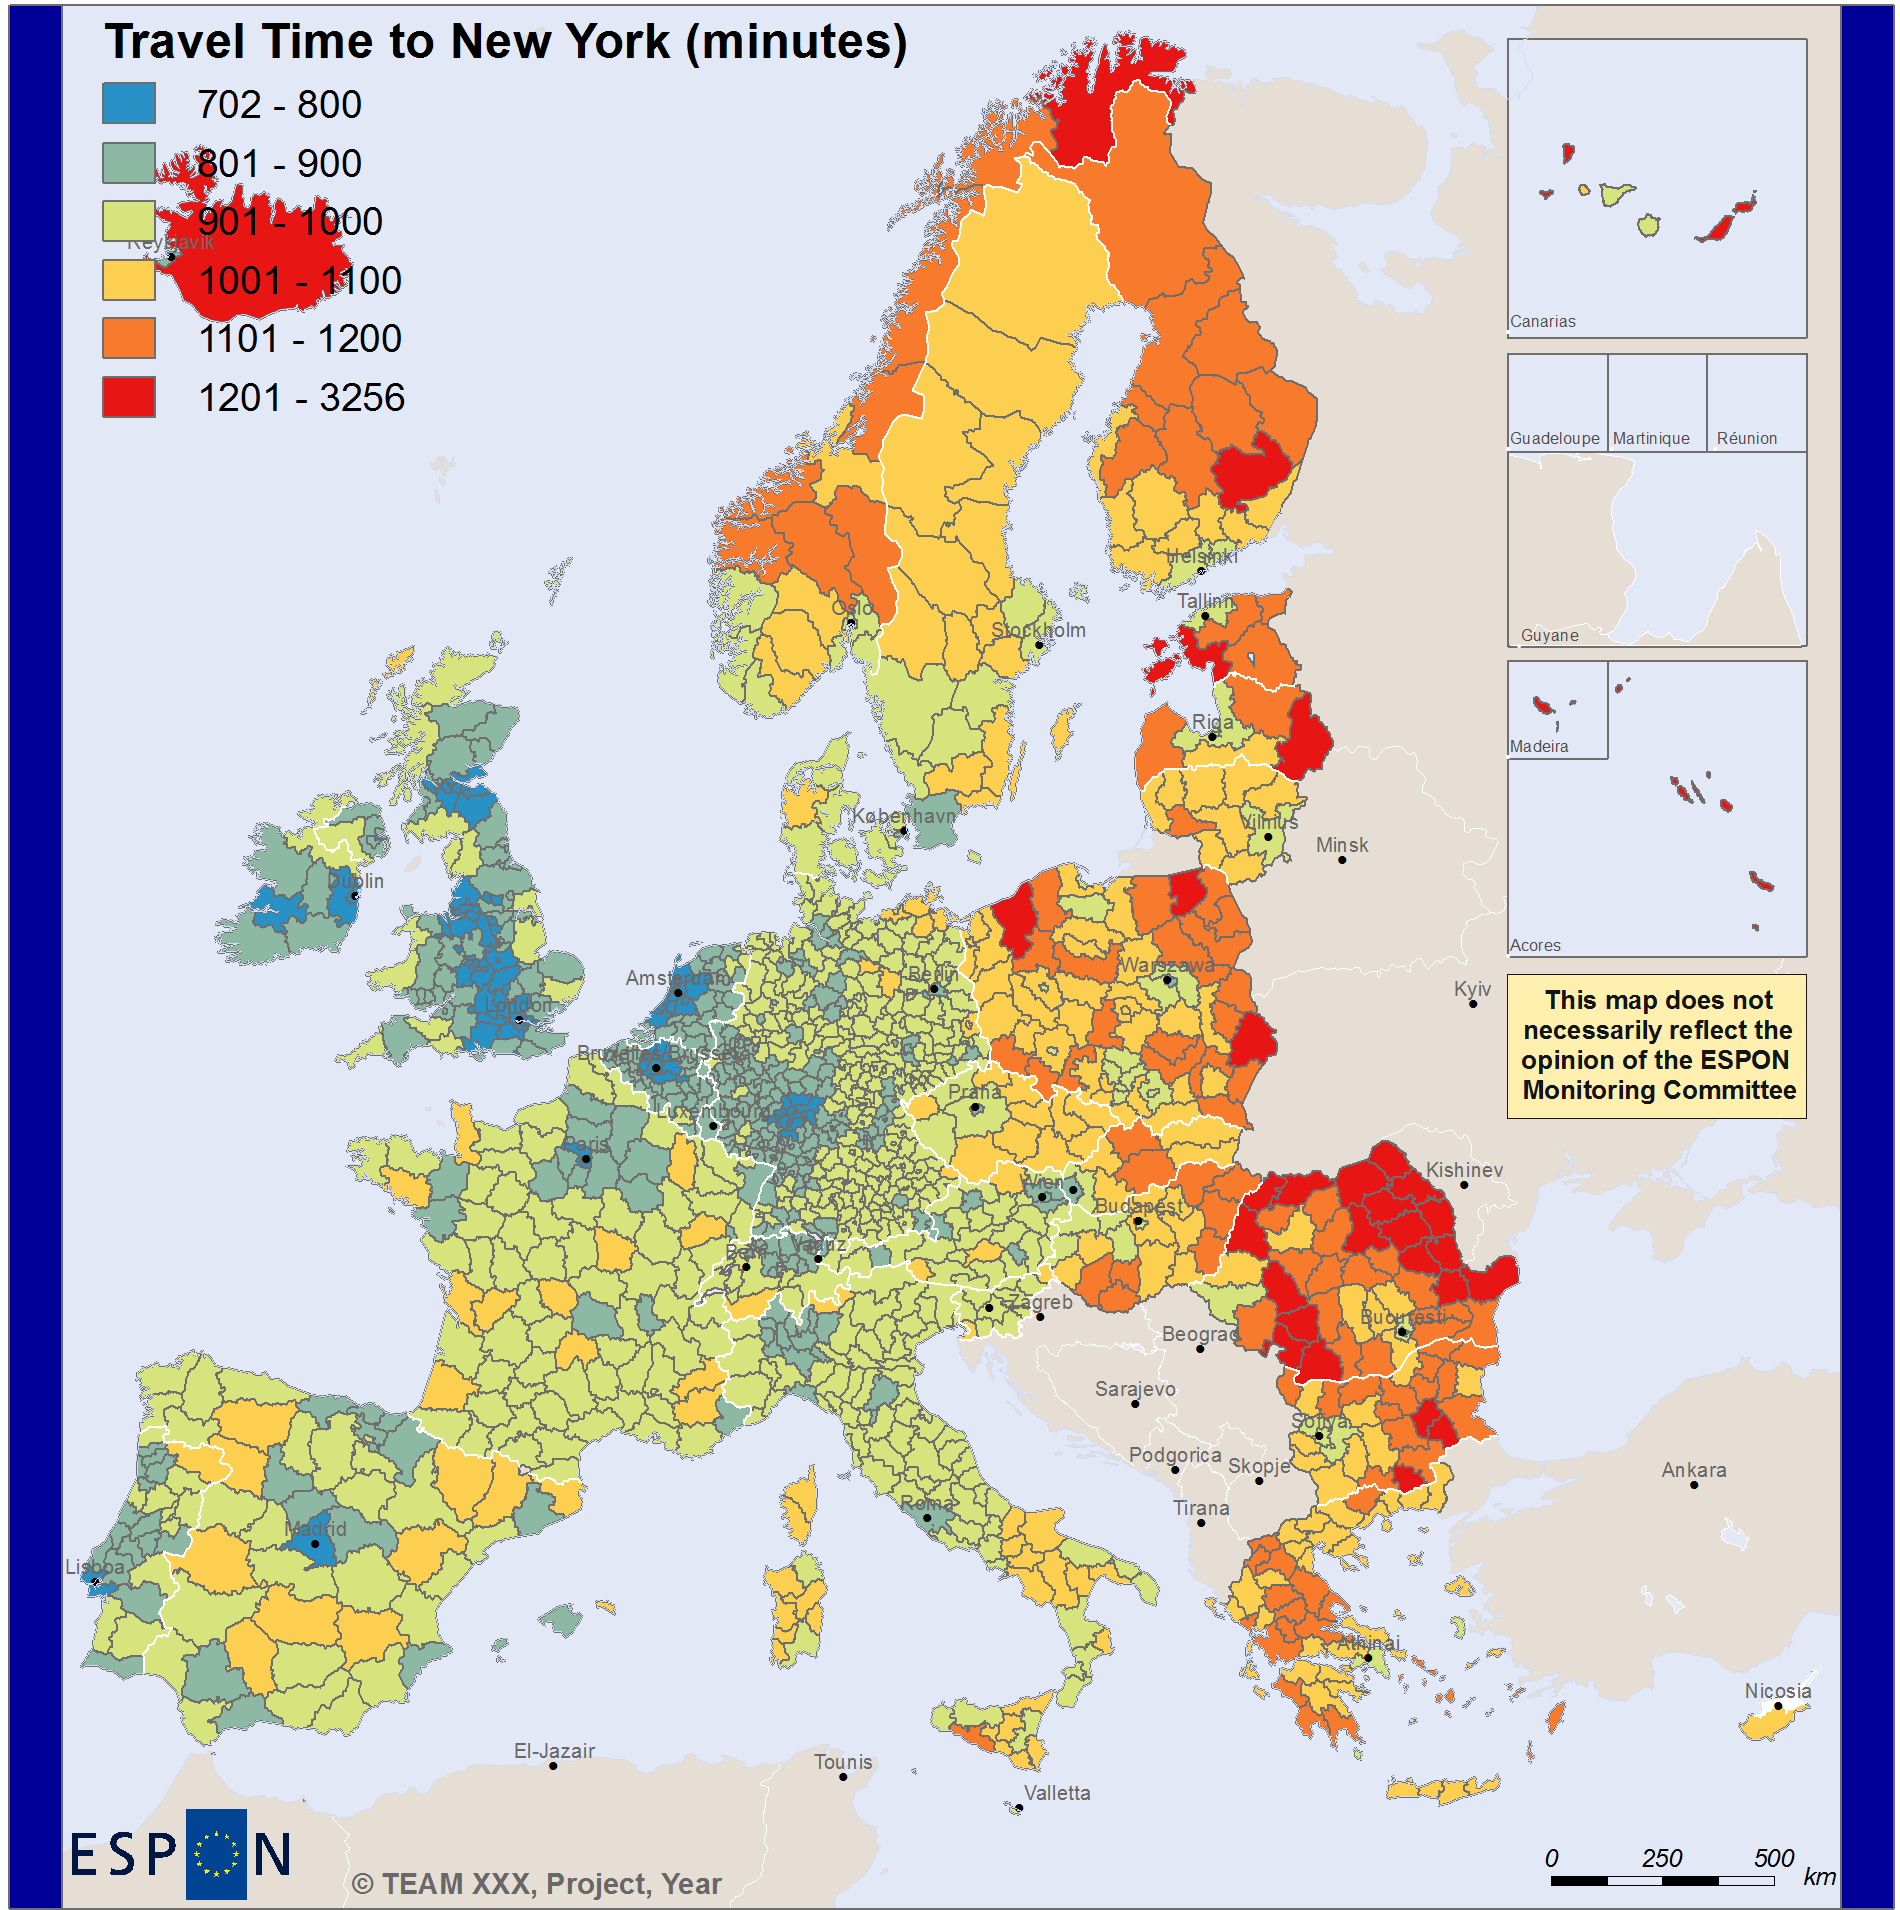 Travel Time to New York (minutes)
702 - 800
801 - 900
901 - 1000
1001 - 1100
1101 - 1200
1201 - 3256
Reykjavik
Canarias
Guadeloupe
Martinique
Réunion
Guyane
Madeira
Acores
This map does not
necessarily reflect the
opinion of the ESPON
Monitoring Committee
Helsinki
Tallinn
Oslo
Stockholm
Riga
København
Vilnius
Minsk
Dublin
Amsterdam
Berlin
Warszawa
Kyiv
London
Bruxelles/Brussel
Praha
Luxembourg
Paris
Kishinev
Wien
Budapest
Bern
Vaduz
Zagreb
Bucuresti
Beograd
Sarajevo
Sofiya
Podgorica
Skopje
Ankara
Roma
Tirana
Madrid
Lisboa
Athinai
Nicosia
El-Jazair
Tounis
Valletta
ESPON
© TEAM XXX, Project, Year
0 250 500
km